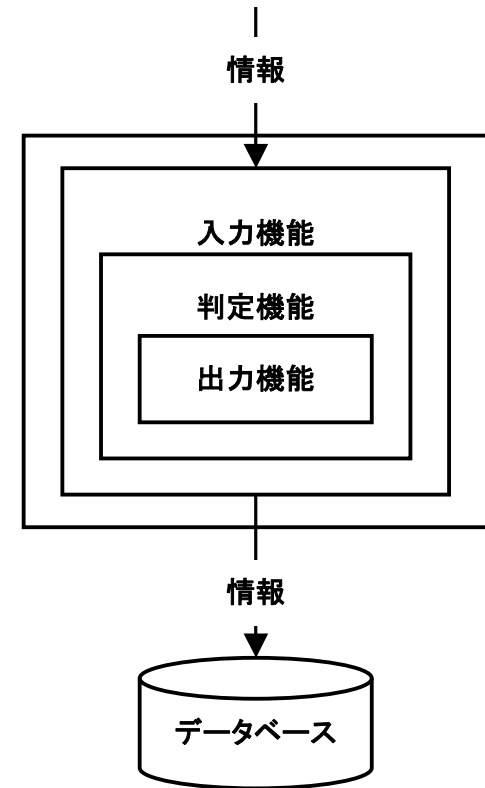 情報
入力機能
判定機能
出力機能
情報
データベース